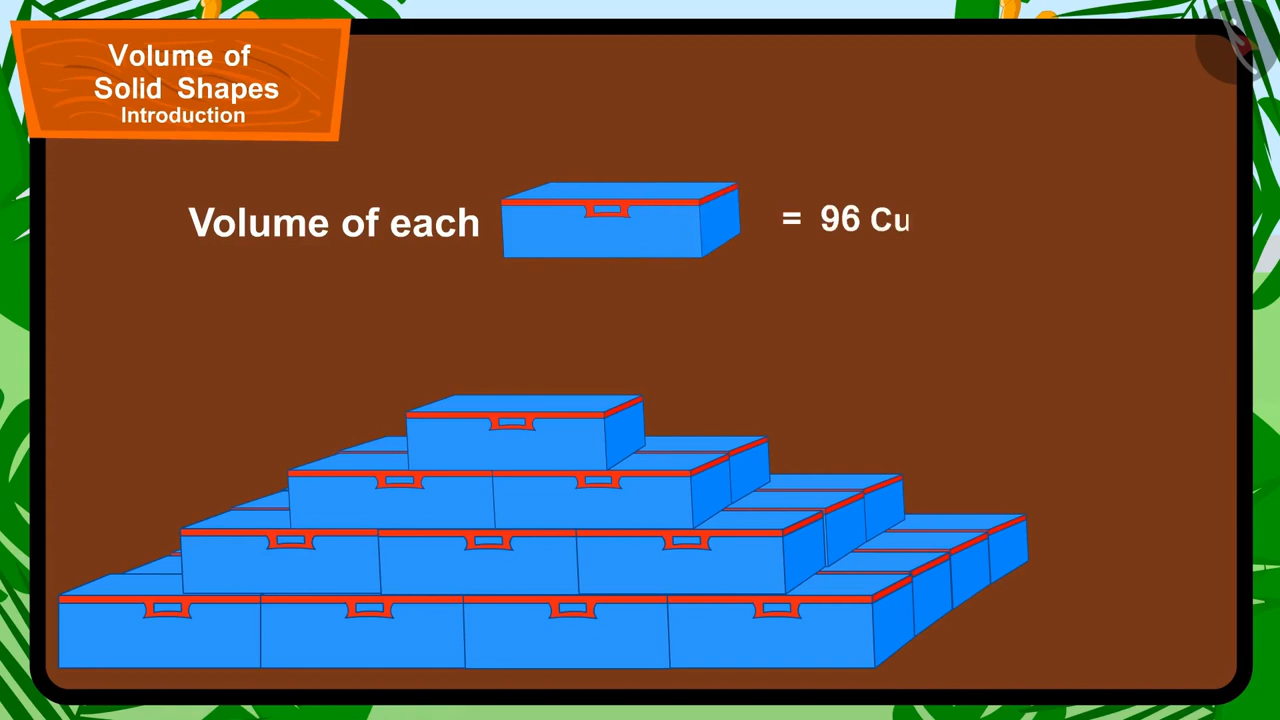 Volume of
Solid Shapes
Introduction
Volume of each = 96 Cu